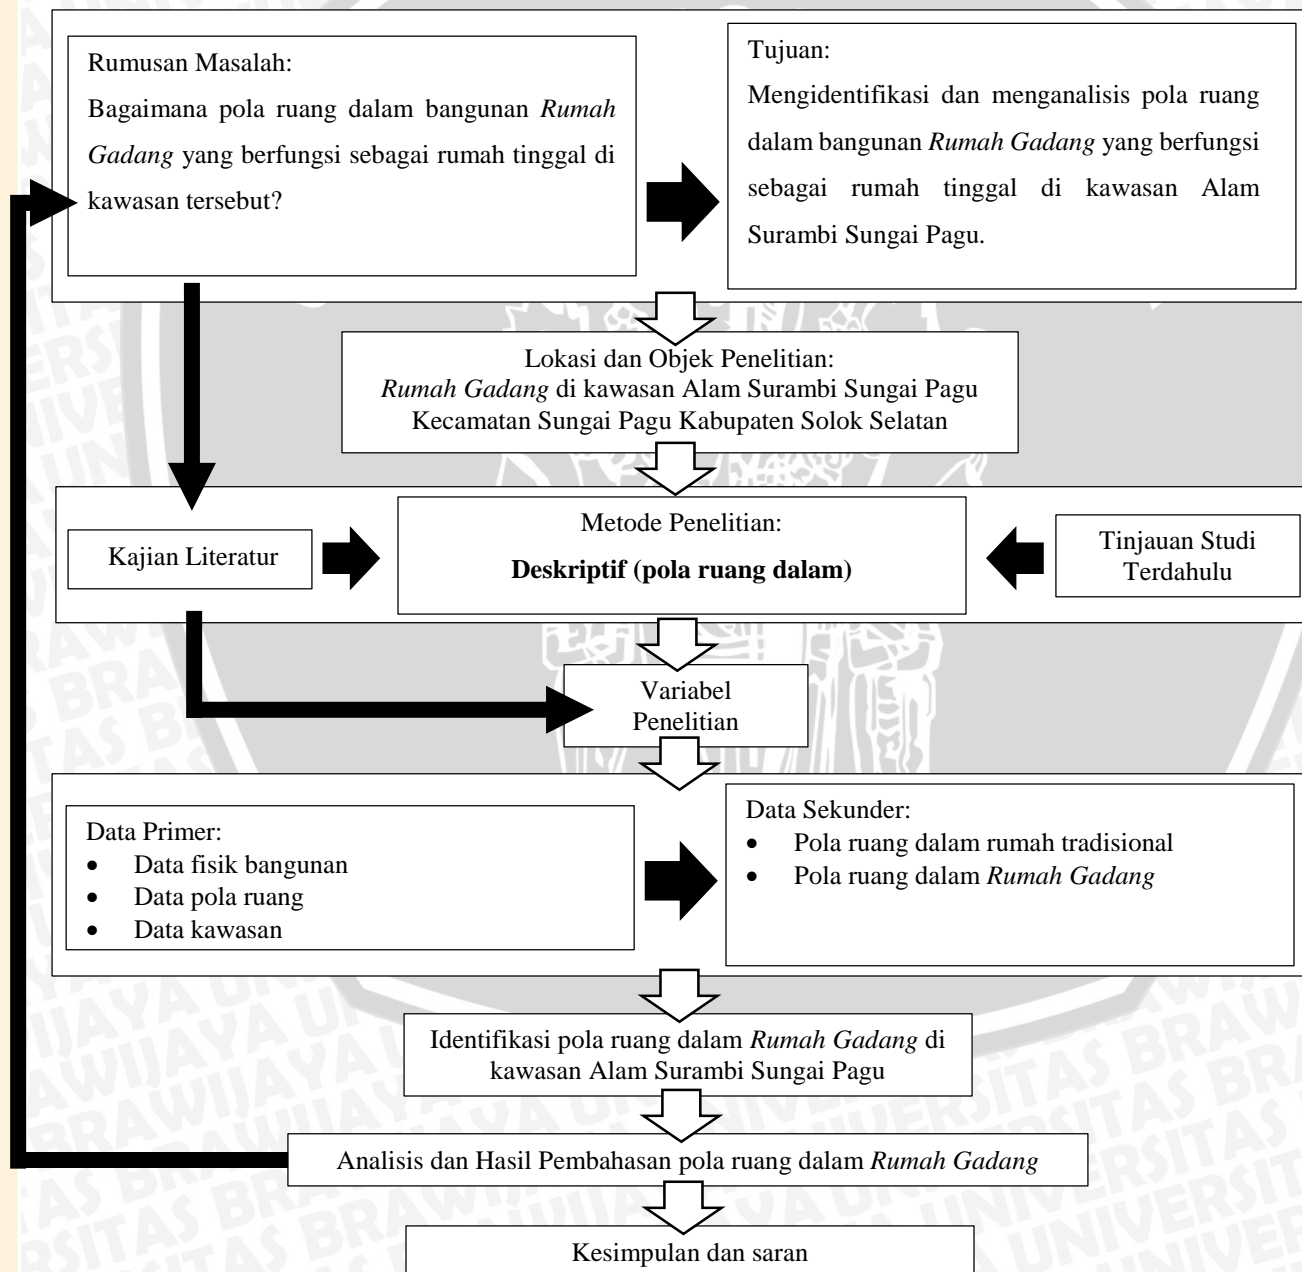 Rumusan Masalah:
Bagaimana pola ruang dalam bangunan Rumah
Gadang yang berfungsi sebagai rumah tinggal di
kawasan tersebut?
Tujuan:
Mengidentifikasi dan menganalisis pola ruang
dalam bangunan Rumah Gadang yang berfungsi
sebagai rumah tinggal di kawasan Alam
Surambi Sungai Pagu.
Lokasi dan Objek Penelitian:
Rumah Gadang di kawasan Alam Surambi Sungai Pagu
Kecamatan Sungai Pagu Kabupaten Solok Selatan
Kajian Literatur
Metode Penelitian:
Deskriptif (pola ruang dalam)
Tinjauan Studi
Terdahulu
Variabel
Penelitian
Data Primer:
• Data fisik bangunan
• Data pola ruang
• Data kawasan
Data Sekunder:
• Pola ruang dalam rumah tradisional
• Pola ruang dalam Rumah Gadang
Identifikasi pola ruang dalam Rumah Gadang di
kawasan Alam Surambi Sungai Pagu
Analisis dan Hasil Pembahasan pola ruang dalam Rumah Gadang
Kesimpulan dan saran